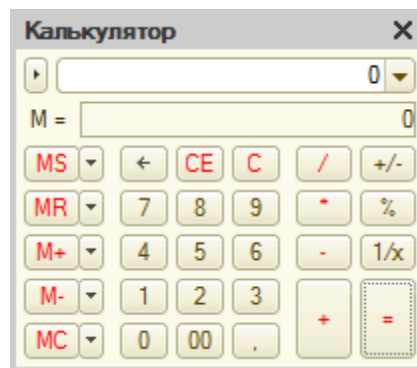 Калькулятор
0
M = 0
MS ← CE C / +/-
MR 7 8 9 * %
M+ 4 5 6 - 1/x
M- 1 2 3 + =
MC 0 00 .